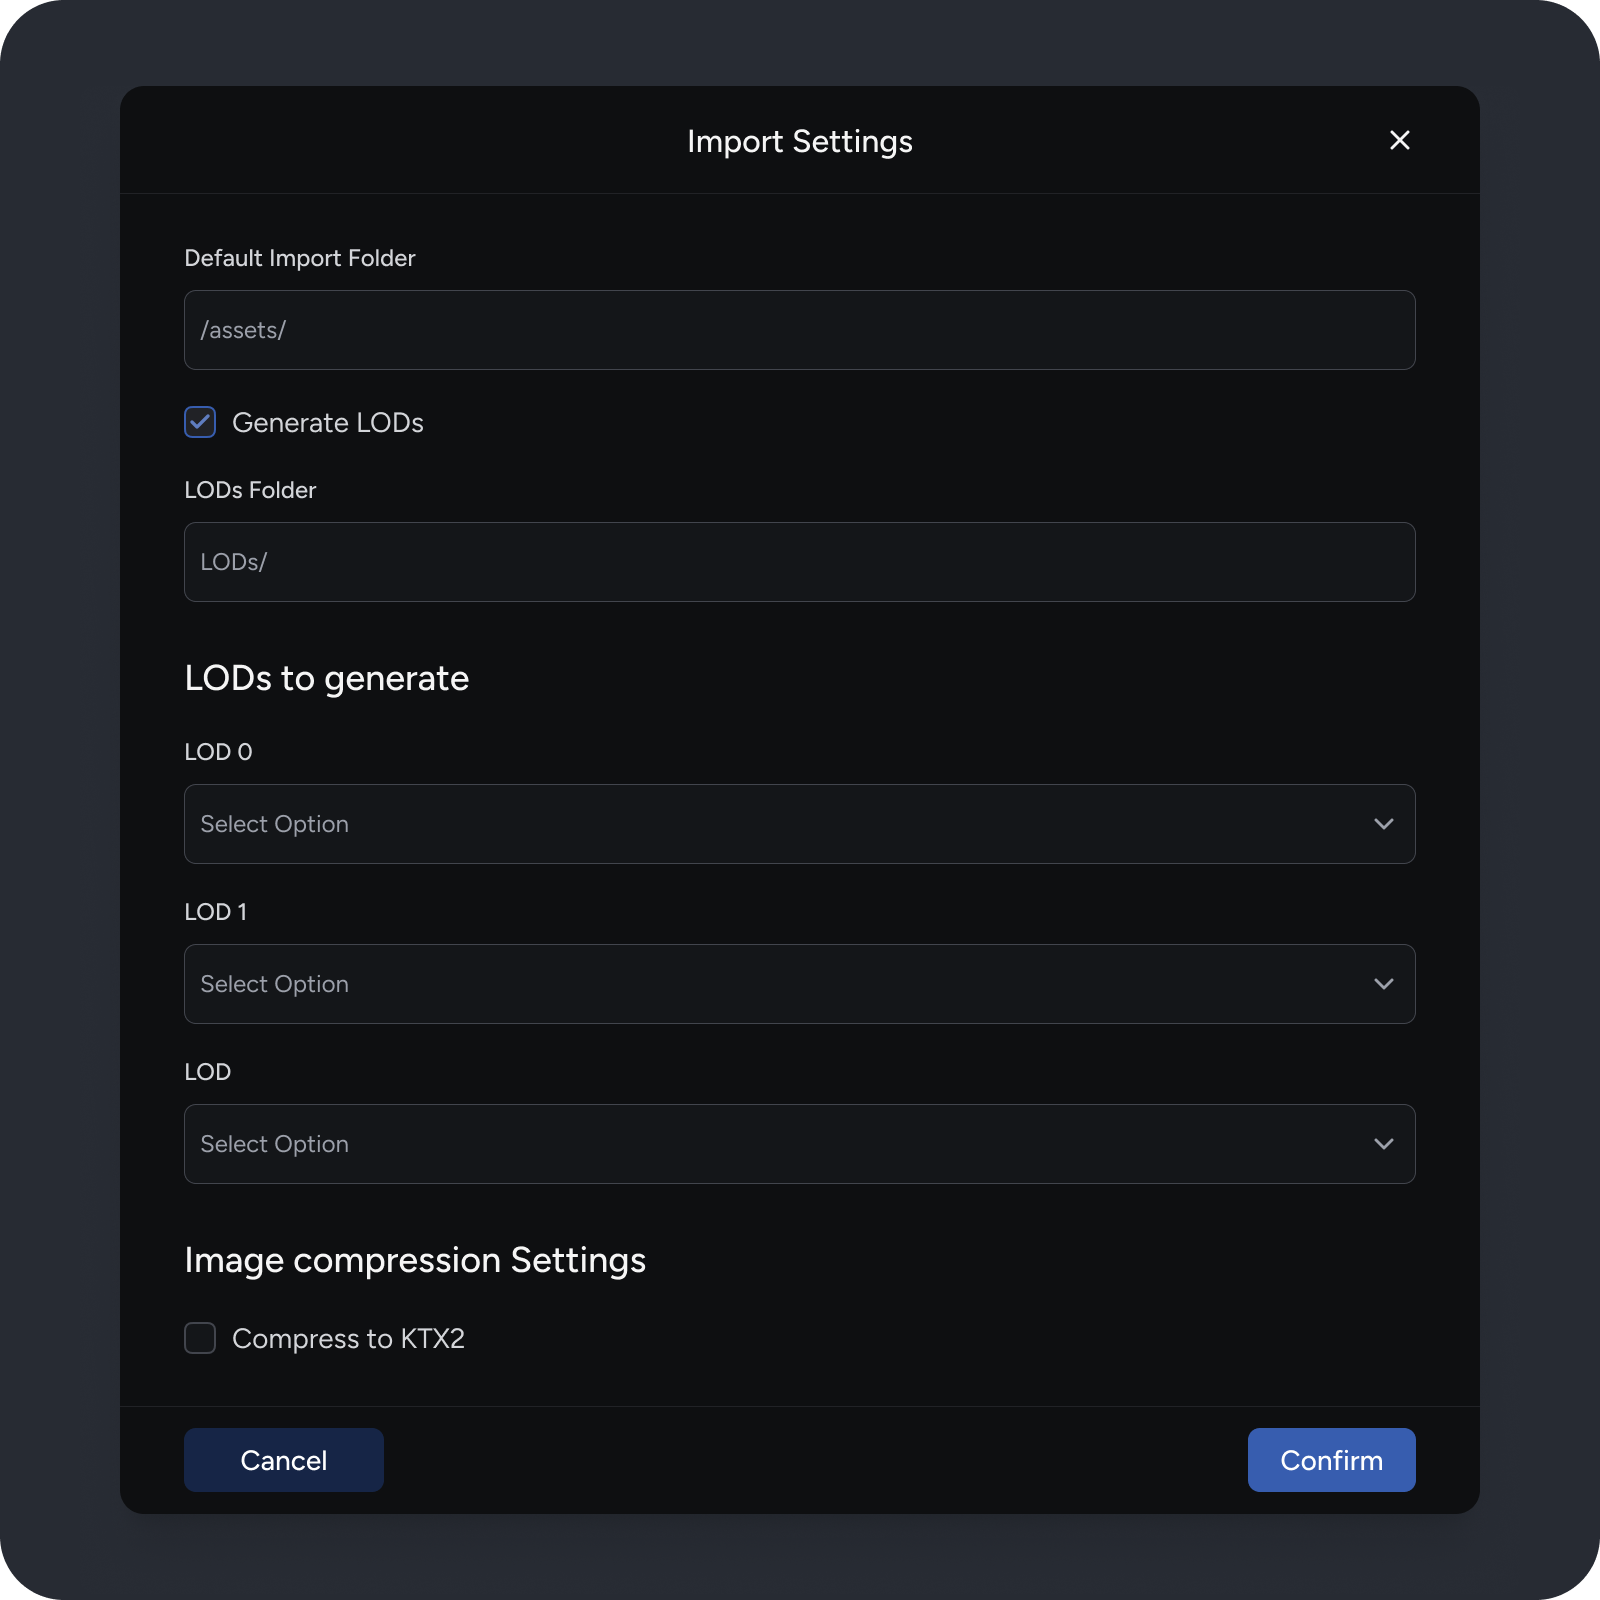 Import Settings
Default Import Folder
/assets/
Generate LODs
LODs Folder
LODs/
LODs to generate
LOD 0
Select Option
LOD 1
Select Option
LOD
Select Option
Image compression Settings
Compress to KTX2
Cancel
Confirm